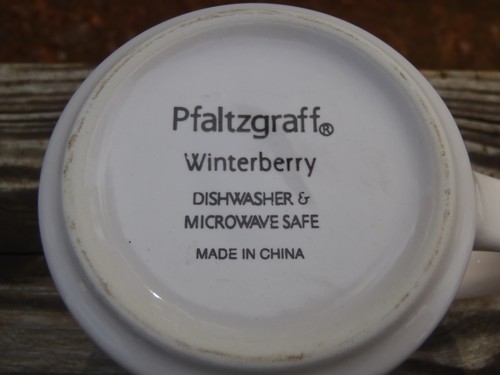 Pfaltzgraff®
Winterberry
DISHWASHER &
MICROWAVE SAFE
MADE IN CHINA